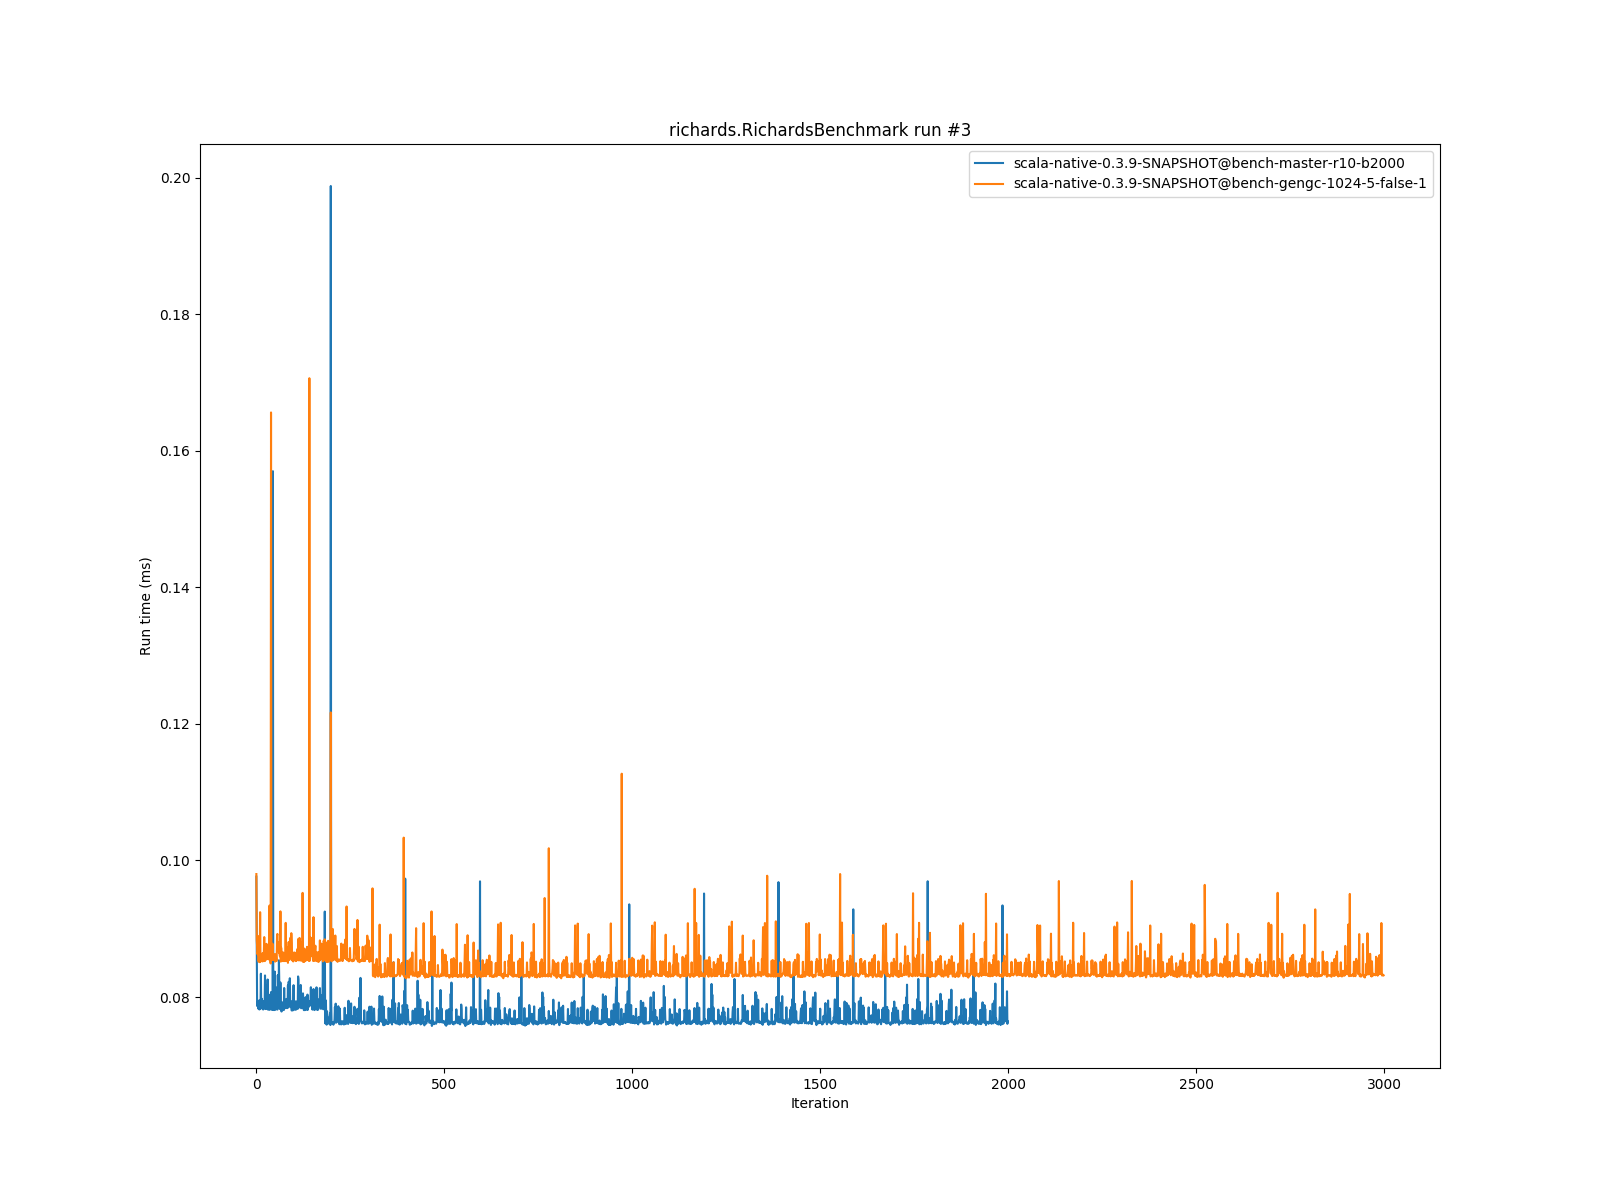 richards.RichardsBenchmark run #3
scala-native-0.3.9-SNAPSHOT@bench-master-r10-b2000
scala-native-0.3.9-SNAPSHOT@bench-gengc-1024-5-false-1
Run time (ms)
0.20
0.18
0.16
0.14
0.12
0.10
0.08
0
500
1000
1500
2000
2500
3000
Iteration